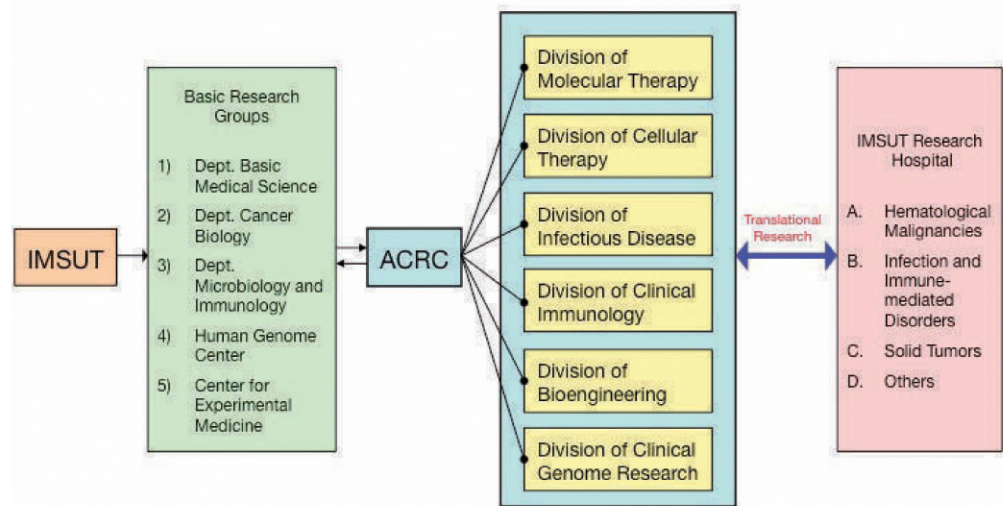 IMSUT
Basic Research
Groups
1) Dept. Basic
Medical Science
2) Dept. Cancer
Biology
3) Dept.
Microbiology and
Immunology
4) Human Genome
Center
5) Center for
Experimental
Medicine
ACRC
Division of
Molecular Therapy
Division of Cellular
Therapy
Division of
Infectious Disease
Division of Clinical
Immunology
Division of
Bioengineering
Division of Clinical
Genome Research
Translational
Research
IMSUT Research
Hospital
A. Hematological
Malignancies
B. Infection and
Immune-
mediated
Disorders
C. Solid Tumors
D. Others